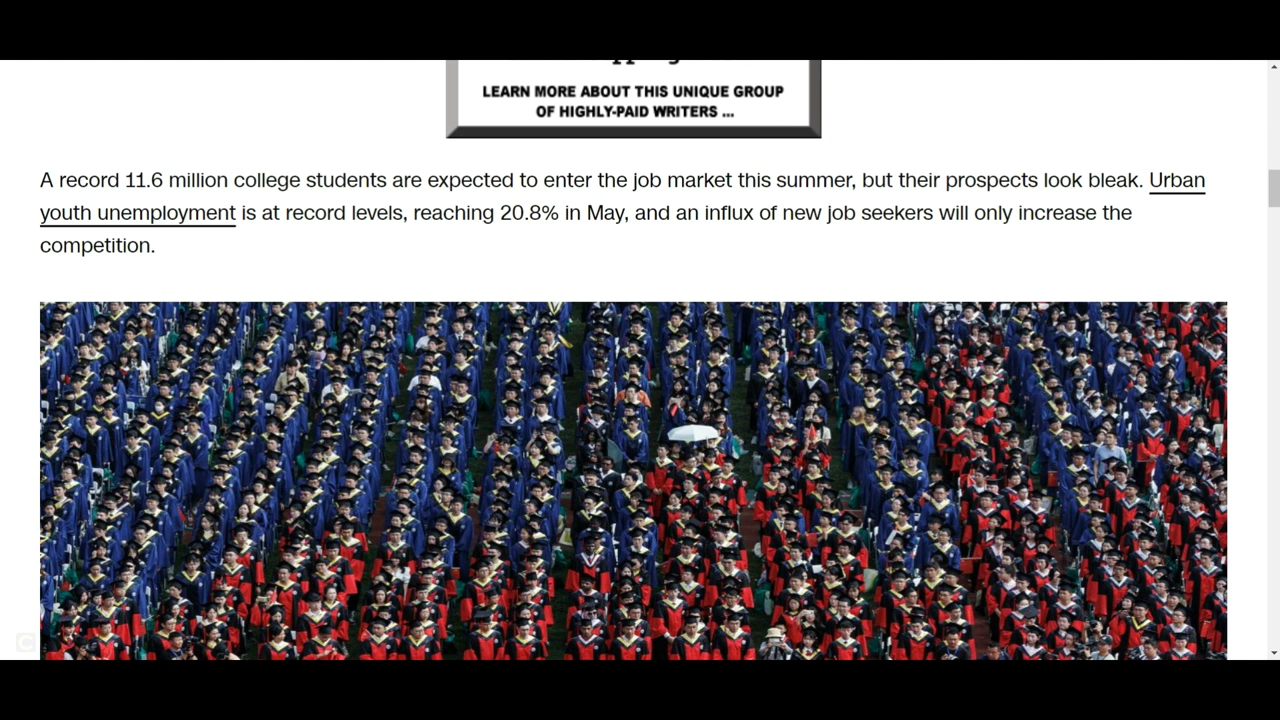 LEARN MORE ABOUT THIS UNIQUE GROUP
OF HIGHLY-PAID WRITERS ...
A record 11.6 million college students are expected to enter the job market this summer, but their prospects look bleak. Urban
youth unemployment is at record levels, reaching 20.8% in May, and an influx of new job seekers will only increase the
competition.